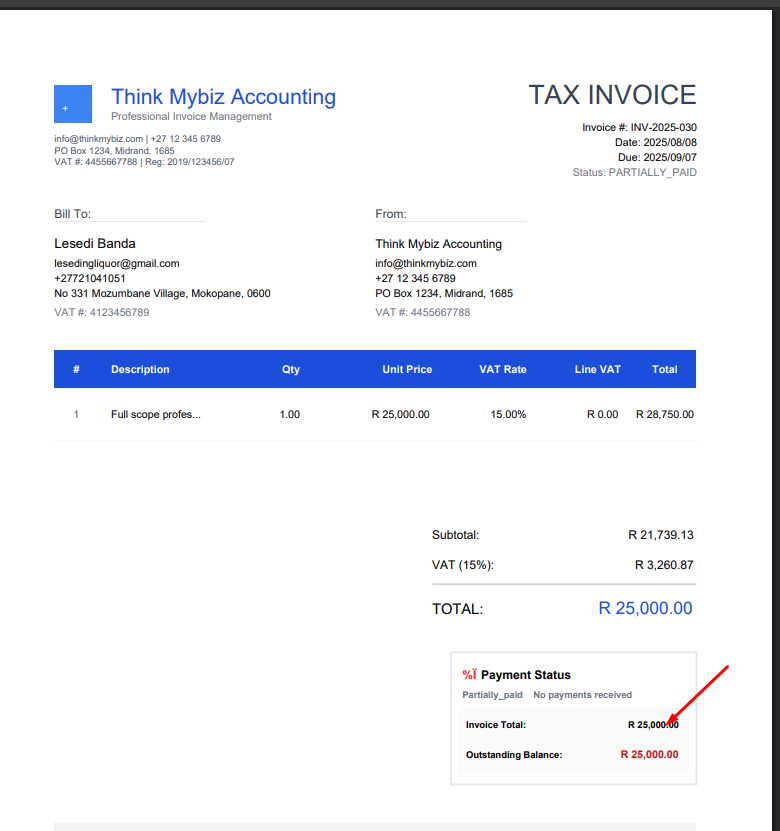 +
Think Mybiz Accounting
Professional Invoice Management
info@thinkmybiz.com | +27 12 345 6789
PO Box 1234, Midrand, 1685
VAT #: 4455667788 | Reg: 2019/123456/07
TAX INVOICE
Invoice #: INV-2025-030
Date: 2025/08/08
Due: 2025/09/07
Status: PARTIALLY_PAID
Bill To:
Lesedi Banda
lesedingliquor@gmail.com
+27721041051
No 331 Mozumbane Village, Mokopane, 0600
VAT #: 4123456789
From:
Think Mybiz Accounting
info@thinkmybiz.com
+27 12 345 6789
PO Box 1234, Midrand, 1685
VAT #: 4455667788
# Description Qty Unit Price VAT Rate Line VAT Total
1 Full scope profes... 1.00 R 25,000.00 15.00% R 0.00 R 28,750.00
Subtotal: R 21,739.13
VAT (15%): R 3,260.87
TOTAL: R 25,000.00
%Ï Payment Status
Partially_paid No payments received
Invoice Total: R 25,000.00
Outstanding Balance: R 25,000.00